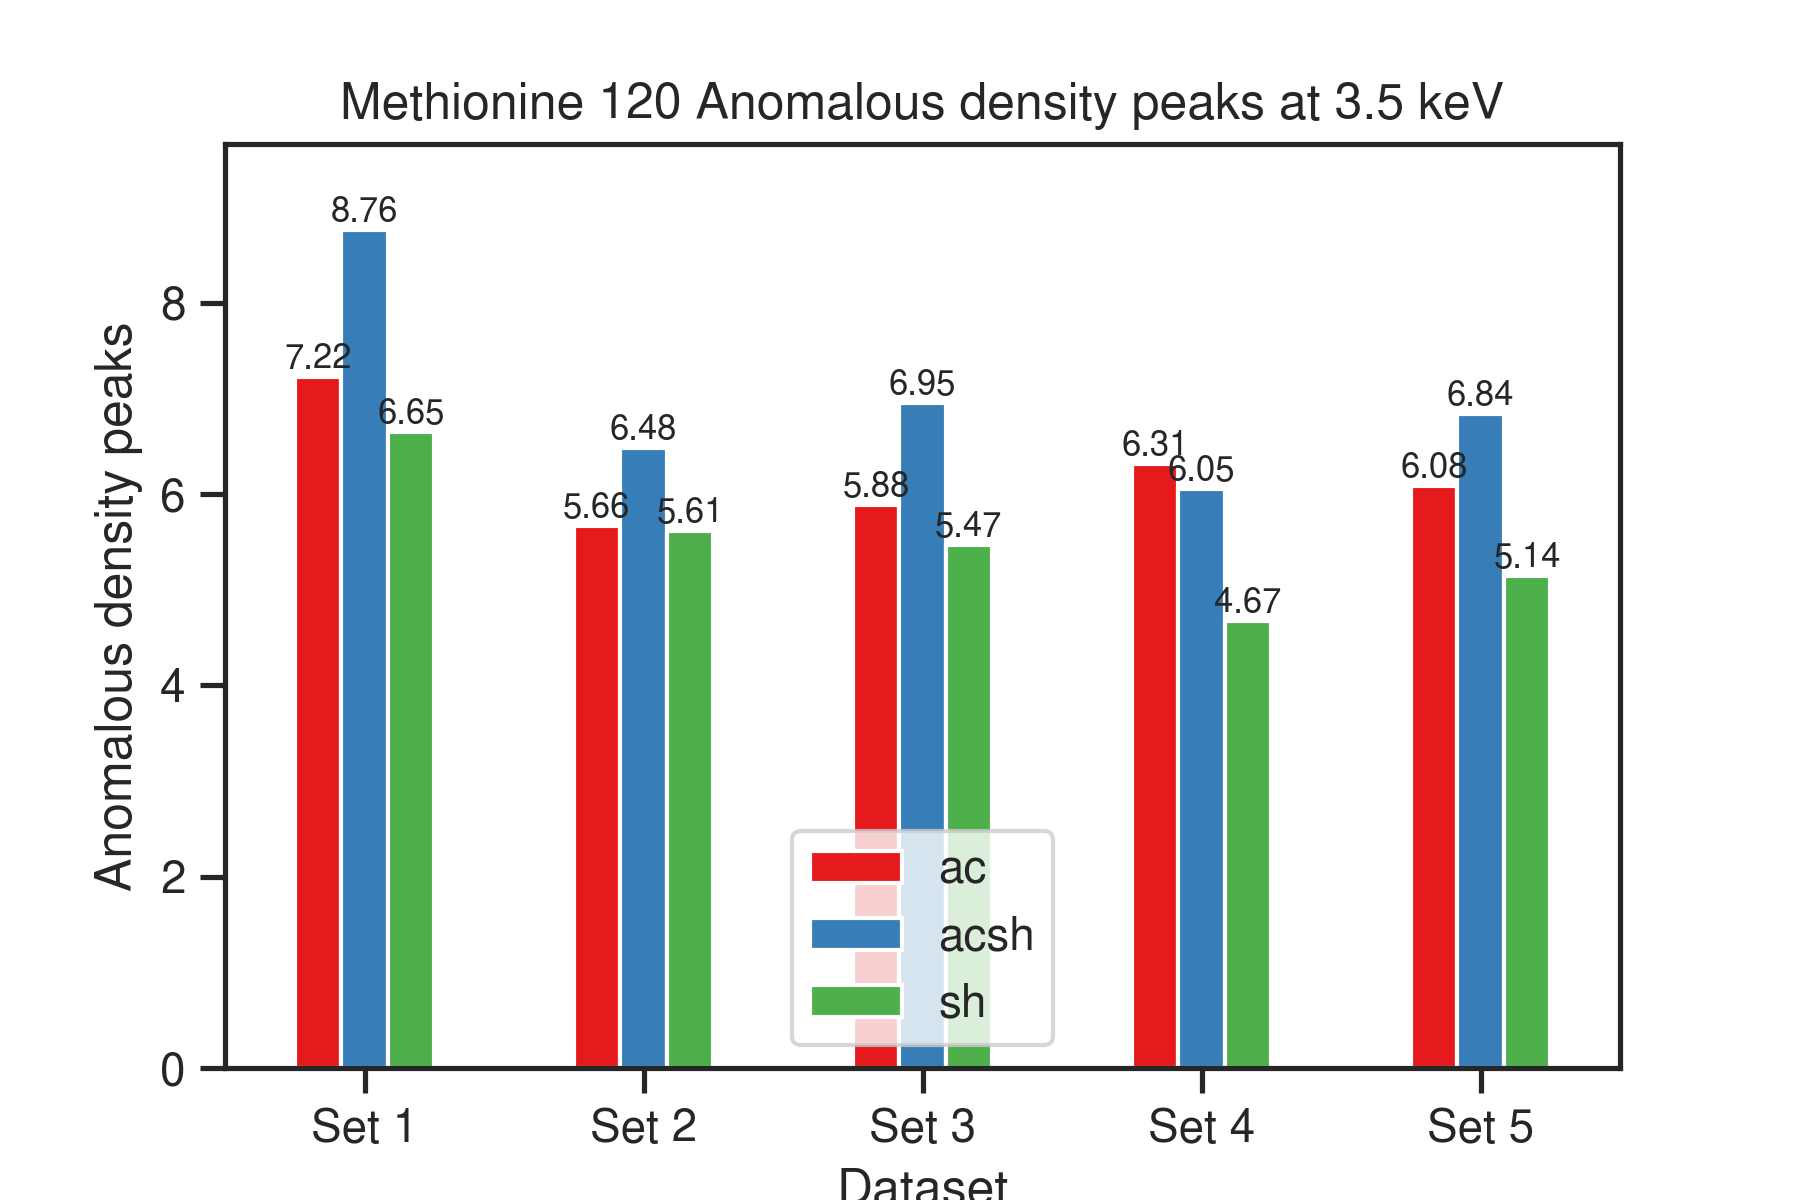 Methionine 120 Anomalous density peaks at 3.5 keV
Anomalous density peaks
8
6
4
2
0
7.22
8.76
6.65
5.66
6.48
5.61
5.88
6.95
5.47
6.31
6.05
4.67
6.08
6.84
5.14
ac
acsh
sh
Set 1
Set 2
Set 3
Set 4
Set 5
Dataset